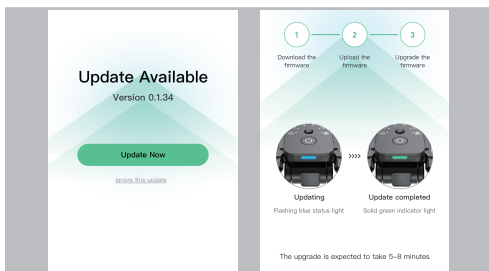 Update Available
Version 0.1.34
Update Now
Ignore this update
1
2
3
Download the
firmware
Upload the
firmware
Upgrade the
firmware
>>>>
Updating
Flashing blue status light
Update completed
Solid green indicator light
The upgrade is expected to take 5-8 minutes